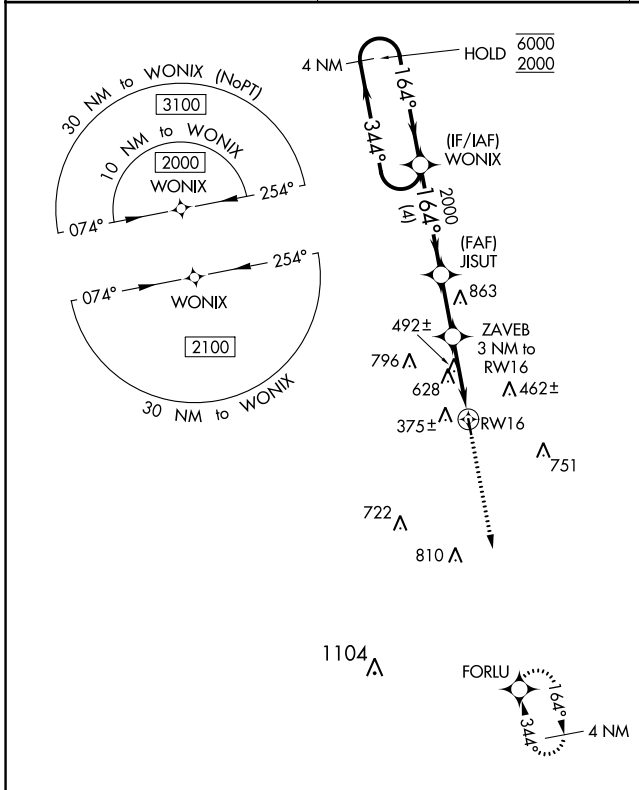 30 NM to WONIX (NoPT)
3100
10 NM to WONIX
2000
WONIX
074°
254°
074°
254°
WONIX
2100
30 NM to WONIX
4 NM
HOLD
6000
2000
164°
344°
(IF/IAF)
WONIX
2000
164°
(4)
(FAF)
JISUT
863
492±
ZAVEB
3 NM to
RW16
796
628
462±
375±
RW16
751
722
810
1104
FORLU
164°
344°
4 NM